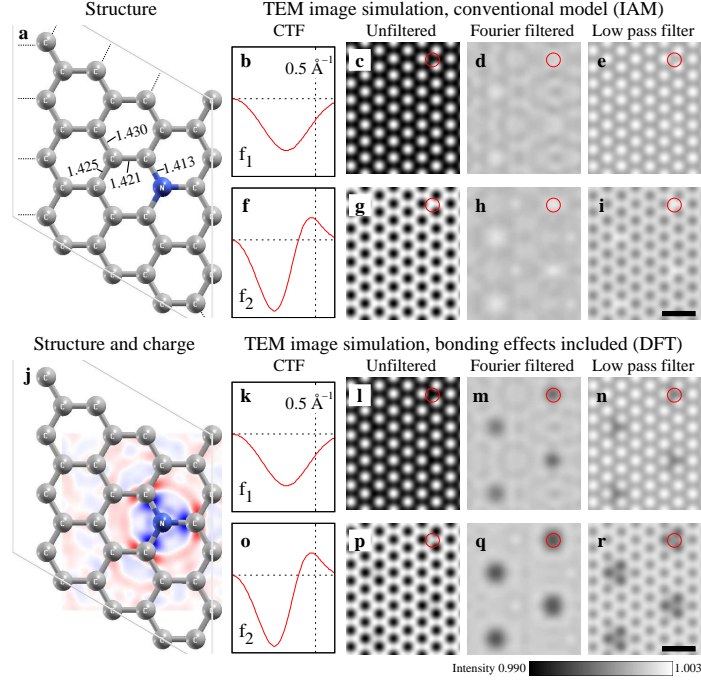 Structure
TEM image simulation, conventional model (IAM)
CTF
Unfiltered
Fourier filtered
Low pass filter
a
C C C C C C C C C C C C C C C C C C C C C C C C C
1.430
1.425
1.421
1.413
N
b
0.5 Å⁻¹
f₁
c
d
e
f
f₂
g
h
i
Structure and charge
TEM image simulation, bonding effects included (DFT)
CTF
Unfiltered
Fourier filtered
Low pass filter
j
N
k
0.5 Å⁻¹
f₁
l
m
n
o
f₂
p
q
r
Intensity 0.990
1.003